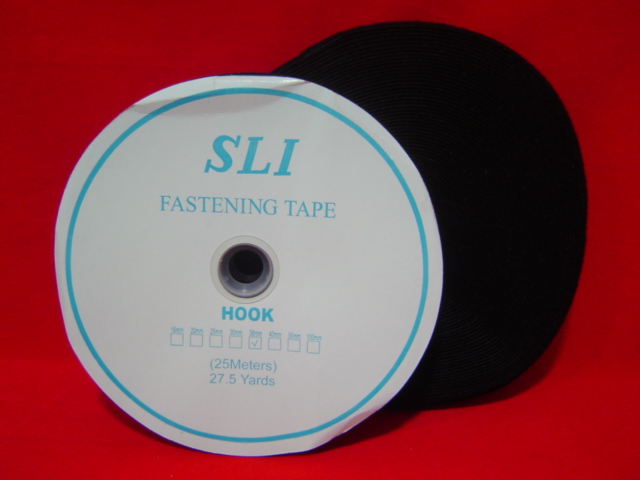 SLI
FASTENING TAPE
HOOK
(25Meters)
27.5 Yards